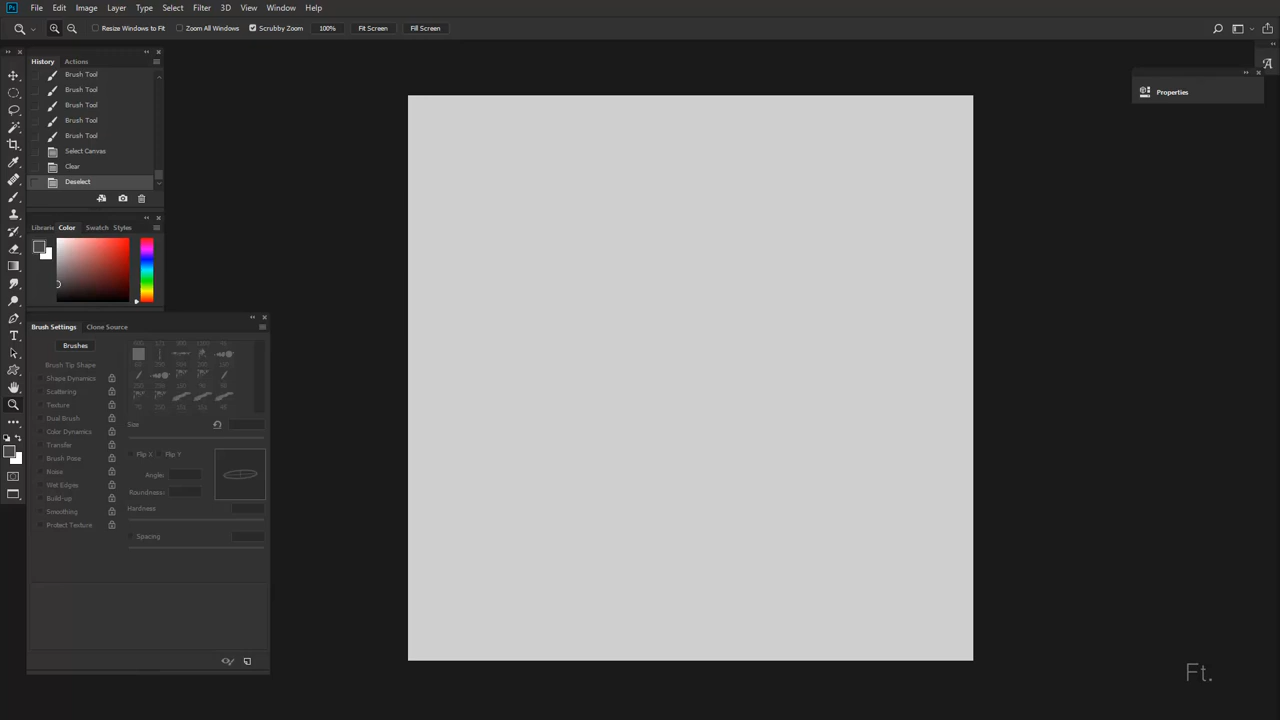 Ps File Edit Image Layer Type Select Filter 3D View Window Help
Resize Windows to Fit Zoom All Windows Scrubby Zoom 100% Fit Screen Fill Screen
History Actions
Brush Tool
Brush Tool
Brush Tool
Brush Tool
Brush Tool
Select Canvas
Clear
Deselect
Properties
Librarie Color Swatch Styles
Brush Settings Clone Source
Brushes
Brush Tip Shape
Shape Dynamics
Scattering
Texture
Dual Brush
Color Dynamics
Transfer
Brush Pose
Noise
Wet Edges
Build-up
Smoothing
Protect Texture
Size
Flip X Flip Y
Angle:
Roundness:
Hardness
Spacing
Ft.